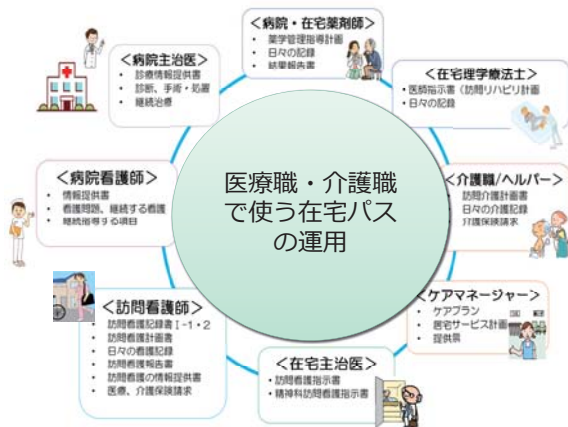 ＜病院・在宅薬剤師＞
• 薬学管理指導計画
• 日々の記録
• 結果報告書
＜在宅理学療法士＞
・医師指示書（訪問リハビリ計画
・日々の記録
＜介護職/ヘルパー＞
訪問介護計画書
日々の介護記録
介護保険請求
＜ケアマネージャー＞
• ケアプラン
• 居宅サービス計画
• 提供票
＜在宅主治医＞
・訪問看護指示書
・精神科訪問看護指示書
＜訪問看護師＞
• 訪問看護記録書Ⅰ-1・2
• 訪問看護計画書
• 日々の看護記録
• 訪問看護報告書
• 訪問看護の情報提供書
• 医療、介護保険請求
＜病院看護師＞
• 情報提供書
• 看護問題、継続する看護
• 継続指導する項目
＜病院主治医＞
• 診療情報提供書
• 診断、手術・処置
• 継続治療
医療職・介護職
で使う在宅パス
の運用